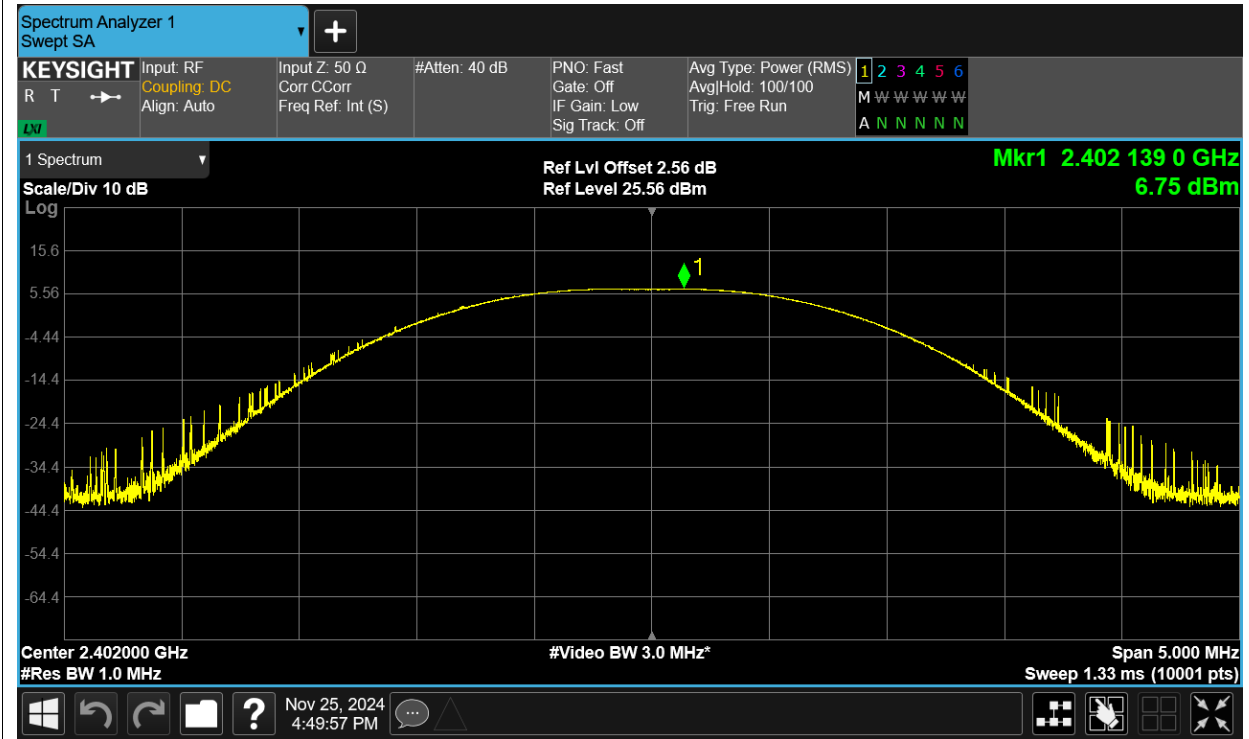 Spectrum Analyzer 1
Swept SA
KEYSIGHT
R T
LXI
Input: RF
Coupling: DC
Align: Auto
Input Z: 50 Ω
Corr CCorr
Freq Ref: Int (S)
#Atten: 40 dB
PNO: Fast
Gate: Off
IF Gain: Low
Sig Track: Off
Avg Type: Power (RMS)
Avg|Hold: 100/100
Trig: Free Run
1 2 3 4 5 6
M W W W W W
A N N N N N
1 Spectrum
Scale/Div 10 dB
Log
Ref Lvl Offset 2.56 dB
Ref Level 25.56 dBm
Mkr1 2.402 139 0 GHz
6.75 dBm
1
15.6
5.56
-4.44
-14.4
-24.4
-34.4
-44.4
-54.4
-64.4
Center 2.402000 GHz
#Res BW 1.0 MHz
#Video BW 3.0 MHz*
Span 5.000 MHz
Sweep 1.33 ms (10001 pts)
?
Nov 25, 2024
4:49:57 PM